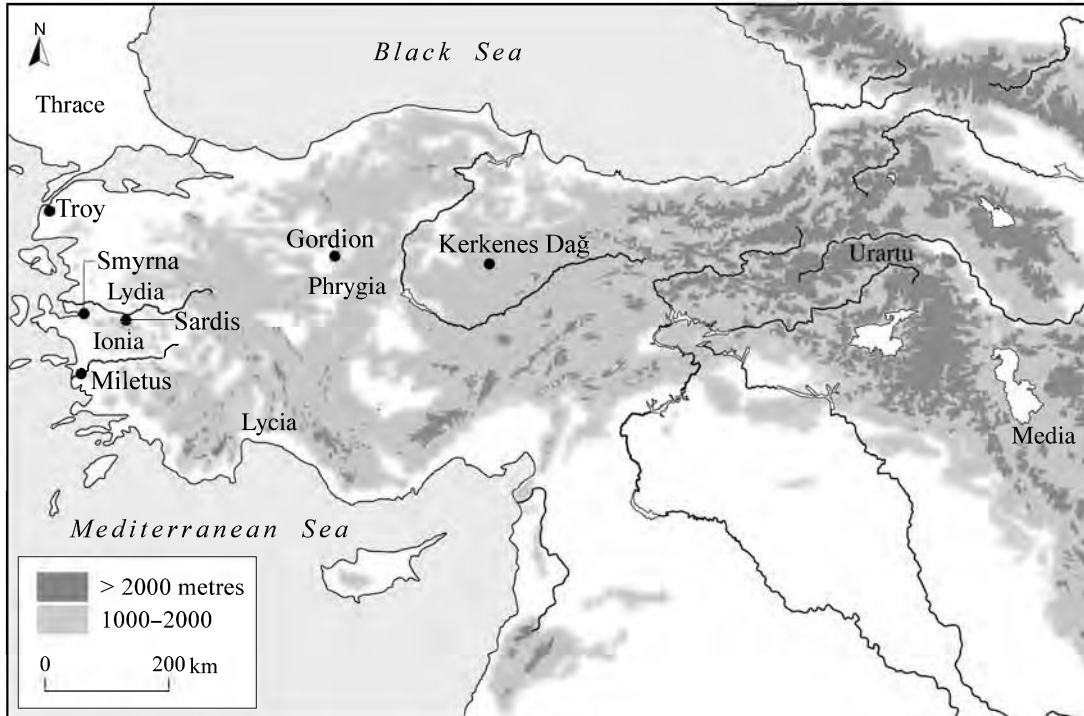 N
Black Sea
Thrace
Troy
Gordion
Kerkenes Dağ
Smyrna
Urartu
Phrygia
Lydia
Sardis
Ionia
Miletus
Lycia
Media
Mediterranean Sea
> 2000 metres
1000–2000
0 200 km